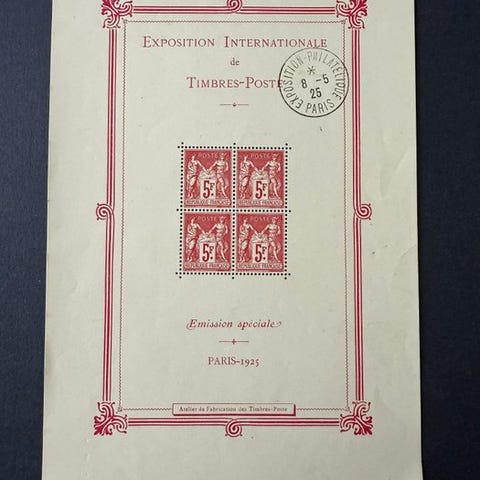 EXPOSITION INTERNATIONALE
de
TIMBRES-POSTE
EXPOSITION-PHILATELIQUE
8 -5
25
PARIS
POSTE
5F
REPUBLIQUE FRANCAISE
POSTE
5F
REPUBLIQUE FRANCAISE
POSTE
5F
REPUBLIQUE FRANCAISE
POSTE
5F
REPUBLIQUE FRANCAISE
Emission spéciale
PARIS-1925
Atelier de Fabrication des Timbres-Poste